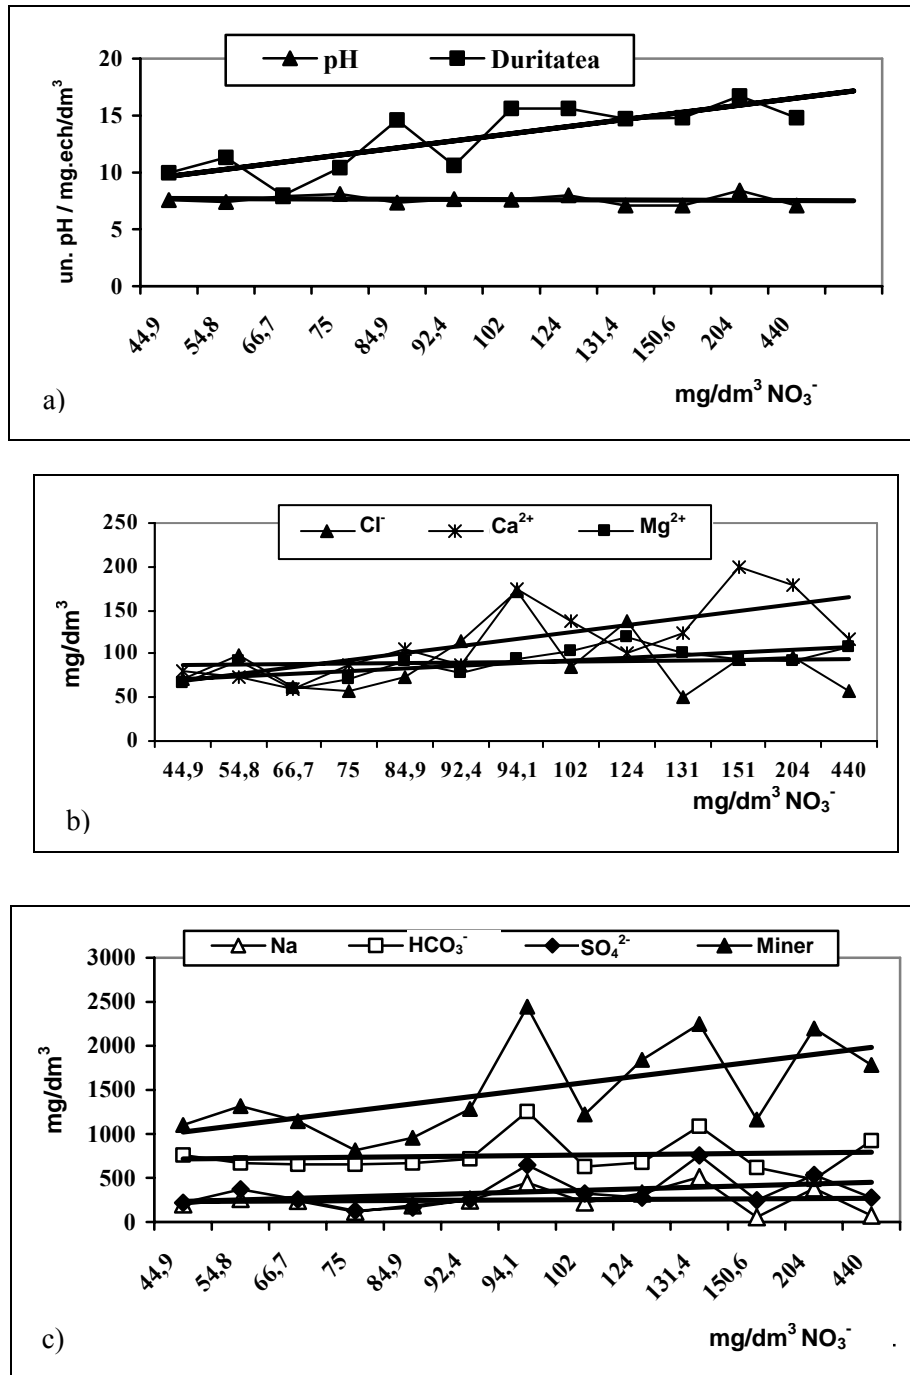 pH Duritatea
un. pH / mg.ech/dm³
20
15
10
5
0
44,9 54,8 66,7 75 84,9 92,4 102 124 131,4 150,6 204 440
mg/dm³ NO₃⁻
a)
Cl⁻ Ca²⁺ Mg²⁺
mg/dm³
250
200
150
100
50
0
44,9 54,8 66,7 75 84,9 92,4 94,1 102 124 131 151 204 440
mg/dm³ NO₃⁻
b)
Na HCO₃⁻ SO₄²⁻ Miner
mg/dm³
3000
2500
2000
1500
1000
500
0
44,9 54,8 66,7 75 84,9 92,4 94,1 102 124 131,4 150,6 204 440
c)
mg/dm³ NO₃⁻ .